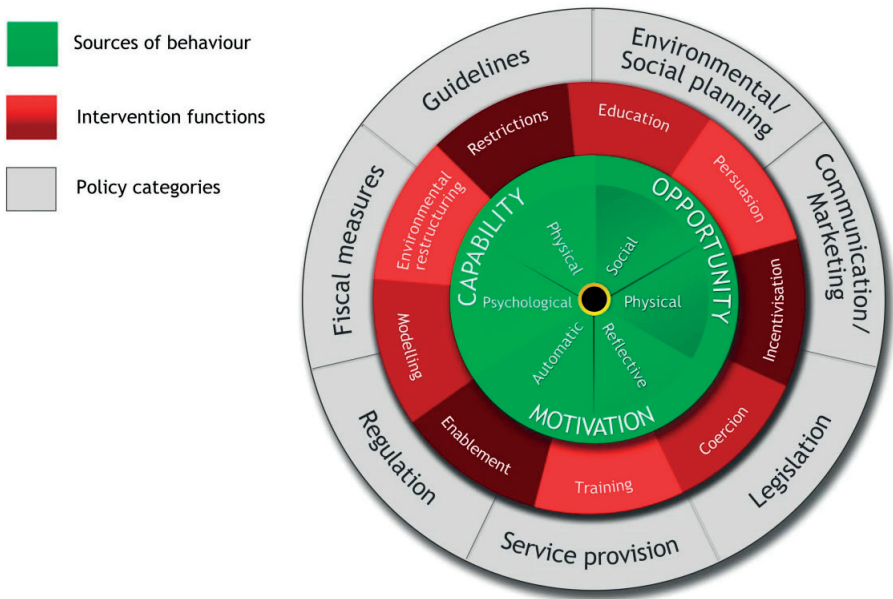 Sources of behaviour
Intervention functions
Policy categories
Guidelines
Environmental/
Social planning
Communication/
Marketing
Legislation
Service provision
Regulation
Fiscal measures
Restrictions
Education
Persuasion
Incentivisation
Coercion
Training
Enablement
Modelling
Environmental
restructuring
CAPABILITY
OPPORTUNITY
MOTIVATION
Physical
Social
Physical
Reflective
Automatic
Psychological